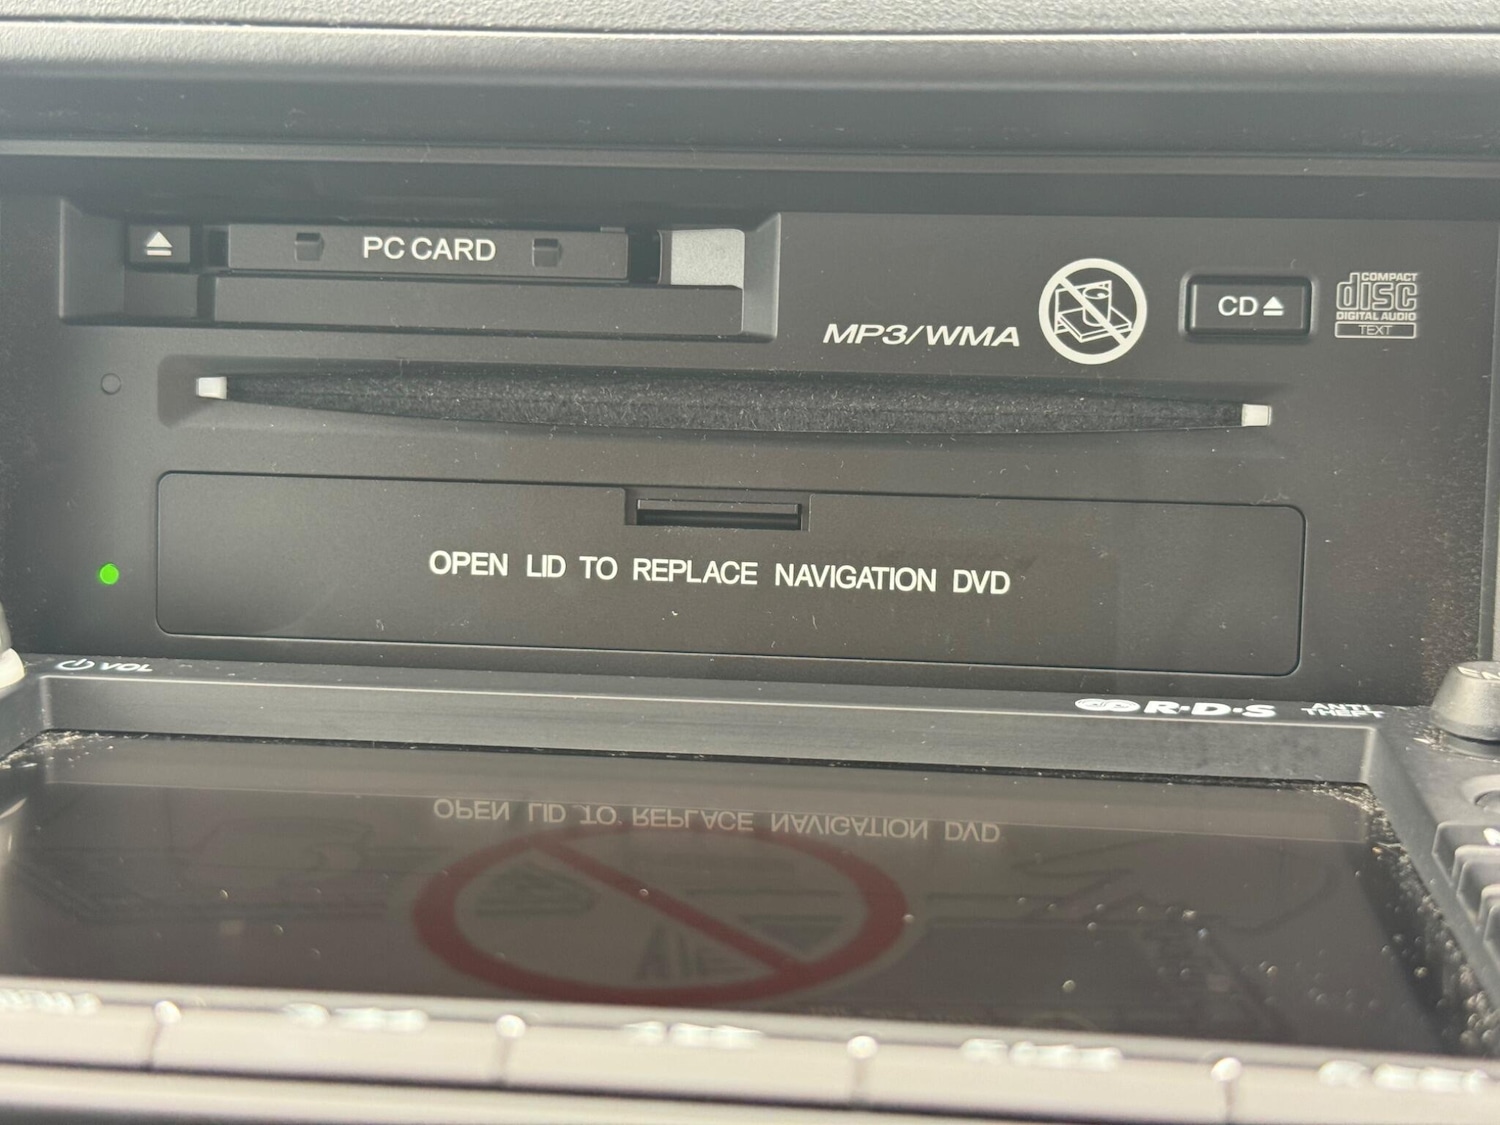 PC CARD
MP3/WMA
CD
COMPACT
disc
DIGITAL AUDIO
TEXT
OPEN LID TO REPLACE NAVIGATION DVD
VOL
R·D·S
ANTI
THEFT
OPEN LID TO REPLACE NAVIGATION DVD